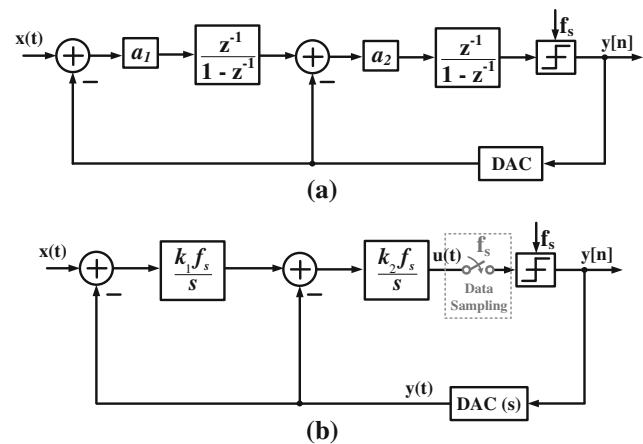 fs
x(t)
a1
z-1
1 - z-1
a2
z-1
1 - z-1
y[n]
+
−
+
−
DAC
(a)
x(t)
k1fs
s
k2fs
s
u(t)
fs
Data
Sampling
fs
y[n]
+
−
+
−
y(t)
DAC (s)
(b)